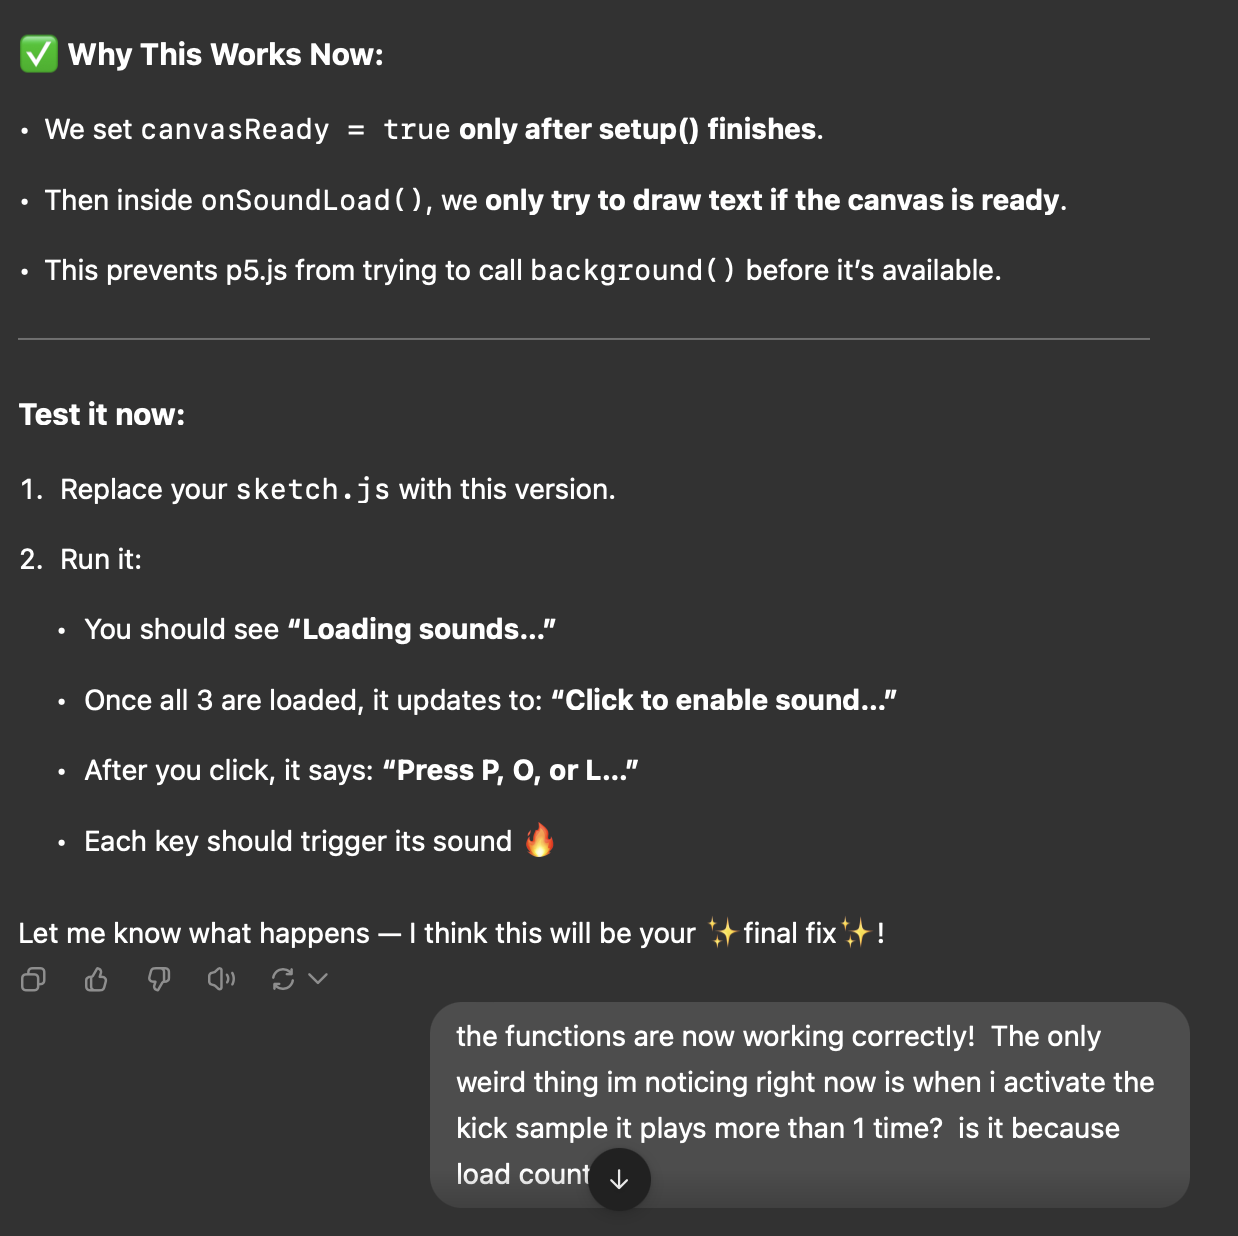 ✅ Why This Works Now:
• We set canvasReady = true only after setup() finishes.
• Then inside onSoundLoad(), we only try to draw text if the canvas is ready.
• This prevents p5.js from trying to call background() before it’s available.
Test it now:
1. Replace your sketch.js with this version.
2. Run it:
• You should see “Loading sounds...”
• Once all 3 are loaded, it updates to: “Click to enable sound...”
• After you click, it says: “Press P, O, or L...”
• Each key should trigger its sound 🔥
Let me know what happens — I think this will be your ✨final fix✨!
the functions are now working correctly!  The only
weird thing im noticing right now is when i activate the
kick sample it plays more than 1 time?  is it because
load count